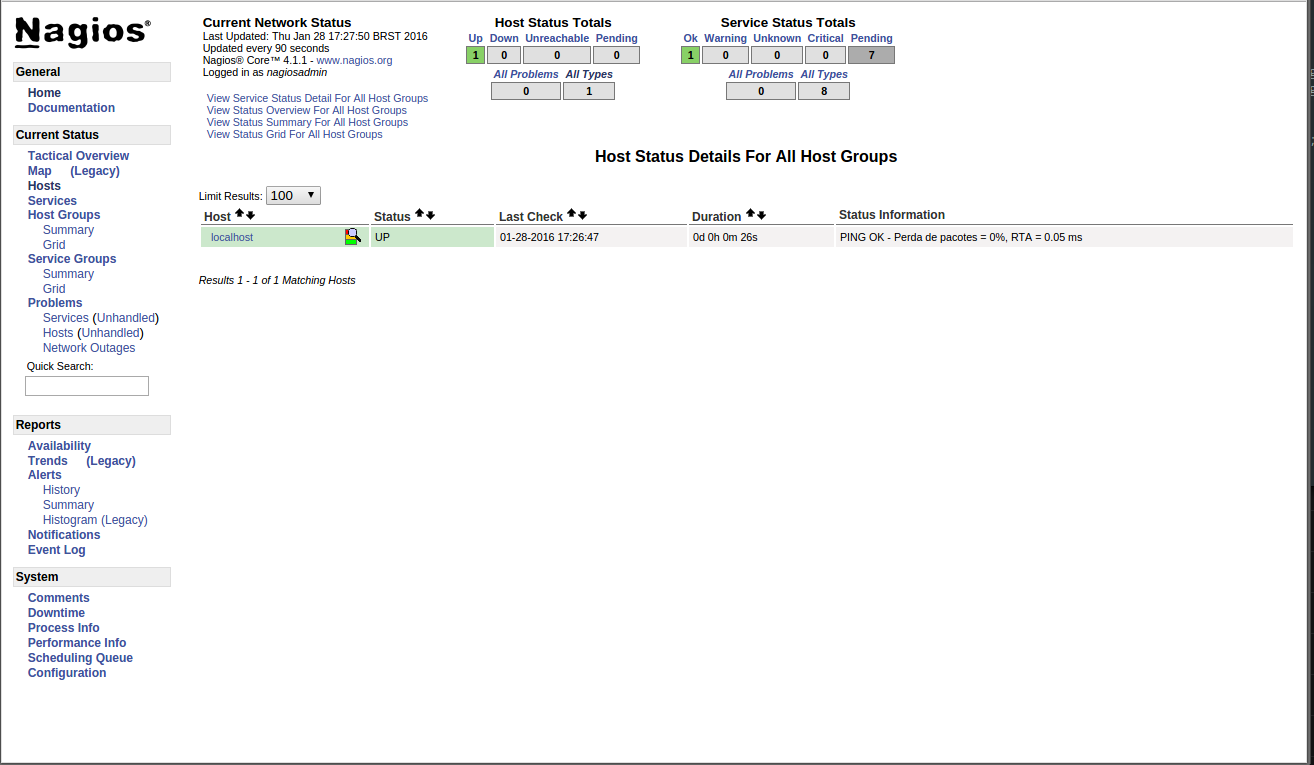 Nagios®
General
Home
Documentation
Current Status
Tactical Overview
Map (Legacy)
Hosts
Services
Host Groups
Summary
Grid
Service Groups
Summary
Grid
Problems
Services (Unhandled)
Hosts (Unhandled)
Network Outages
Quick Search:
Reports
Availability
Trends (Legacy)
Alerts
History
Summary
Histogram (Legacy)
Notifications
Event Log
System
Comments
Downtime
Process Info
Performance Info
Scheduling Queue
Configuration
Current Network Status
Last Updated: Thu Jan 28 17:27:50 BRST 2016
Updated every 90 seconds
Nagios® Core™ 4.1.1 - www.nagios.org
Logged in as nagiosadmin
View Service Status Detail For All Host Groups
View Status Overview For All Host Groups
View Status Summary For All Host Groups
View Status Grid For All Host Groups
Host Status Totals
Up Down Unreachable Pending
1 0 0 0
All Problems All Types
0 1
Service Status Totals
Ok Warning Unknown Critical Pending
1 0 0 0 7
All Problems All Types
0 8
Host Status Details For All Host Groups
Limit Results: 100
Host Status Last Check Duration Status Information
localhost UP 01-28-2016 17:26:47 0d 0h 0m 26s PING OK - Perda de pacotes = 0%, RTA = 0.05 ms
Results 1 - 1 of 1 Matching Hosts